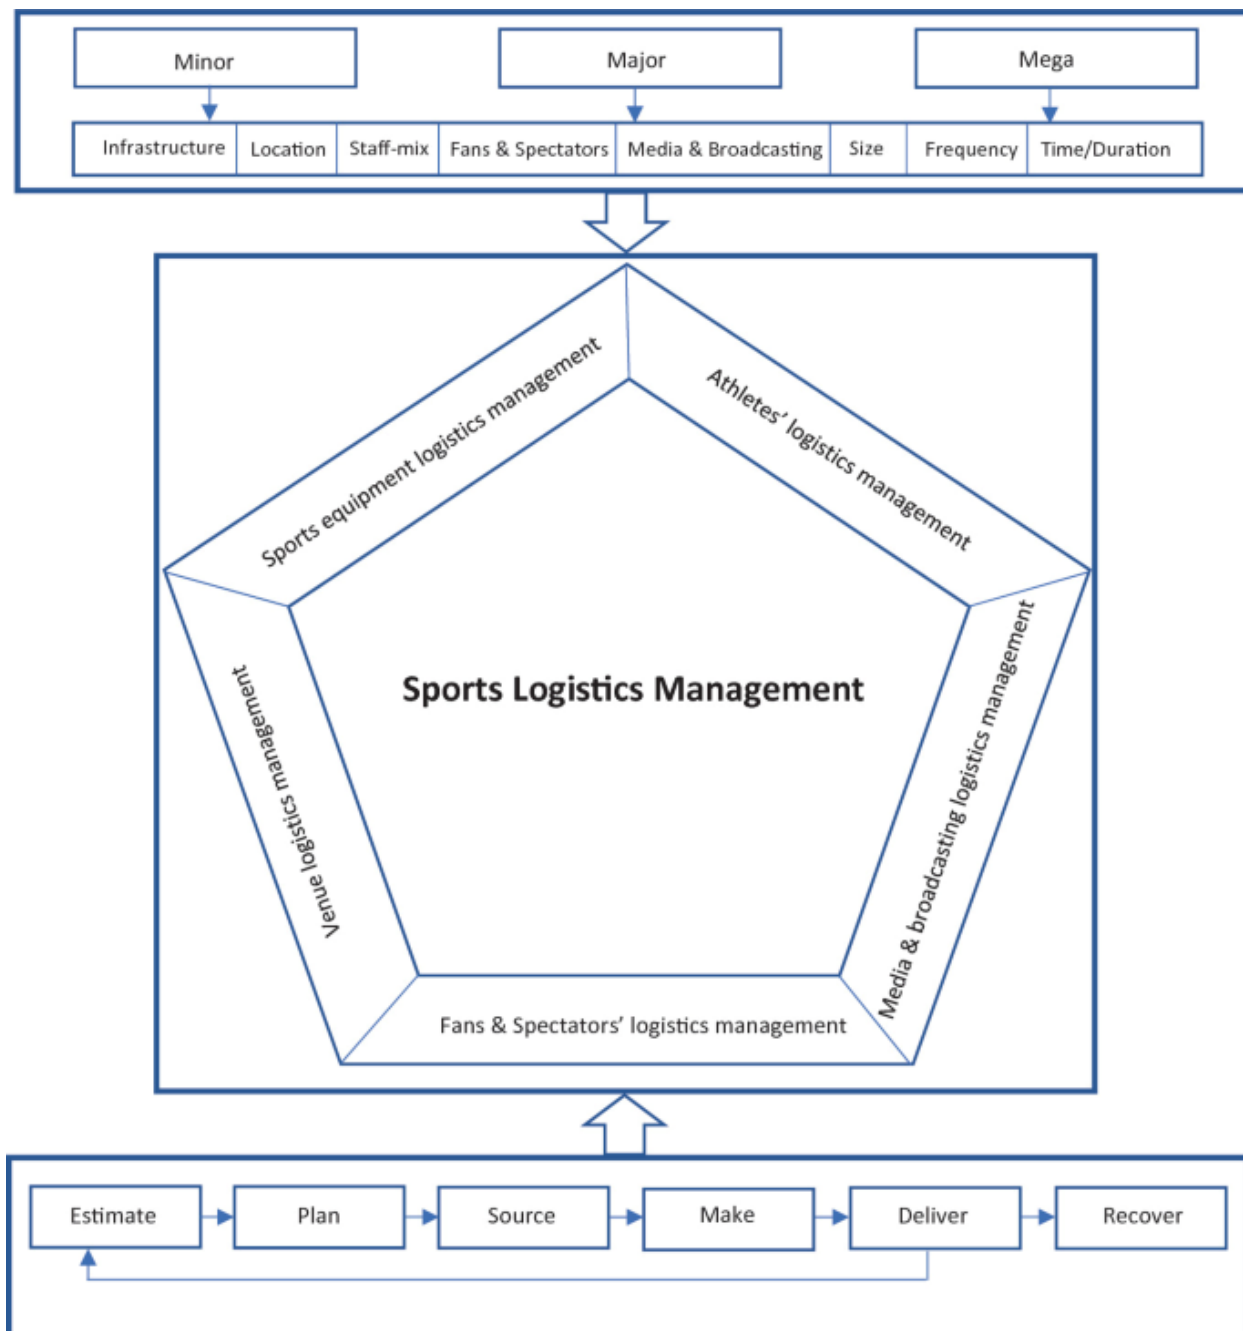 Minor
Major
Mega
Infrastructure
Location
Staff-mix
Fans & Spectators
Media & Broadcasting
Size
Frequency
Time/Duration
Sports equipment logistics management
Athletes’ logistics management
Sports Logistics Management
Venue logistics management
Media & broadcasting logistics management
Fans & Spectators’ logistics management
Estimate
Plan
Source
Make
Deliver
Recover